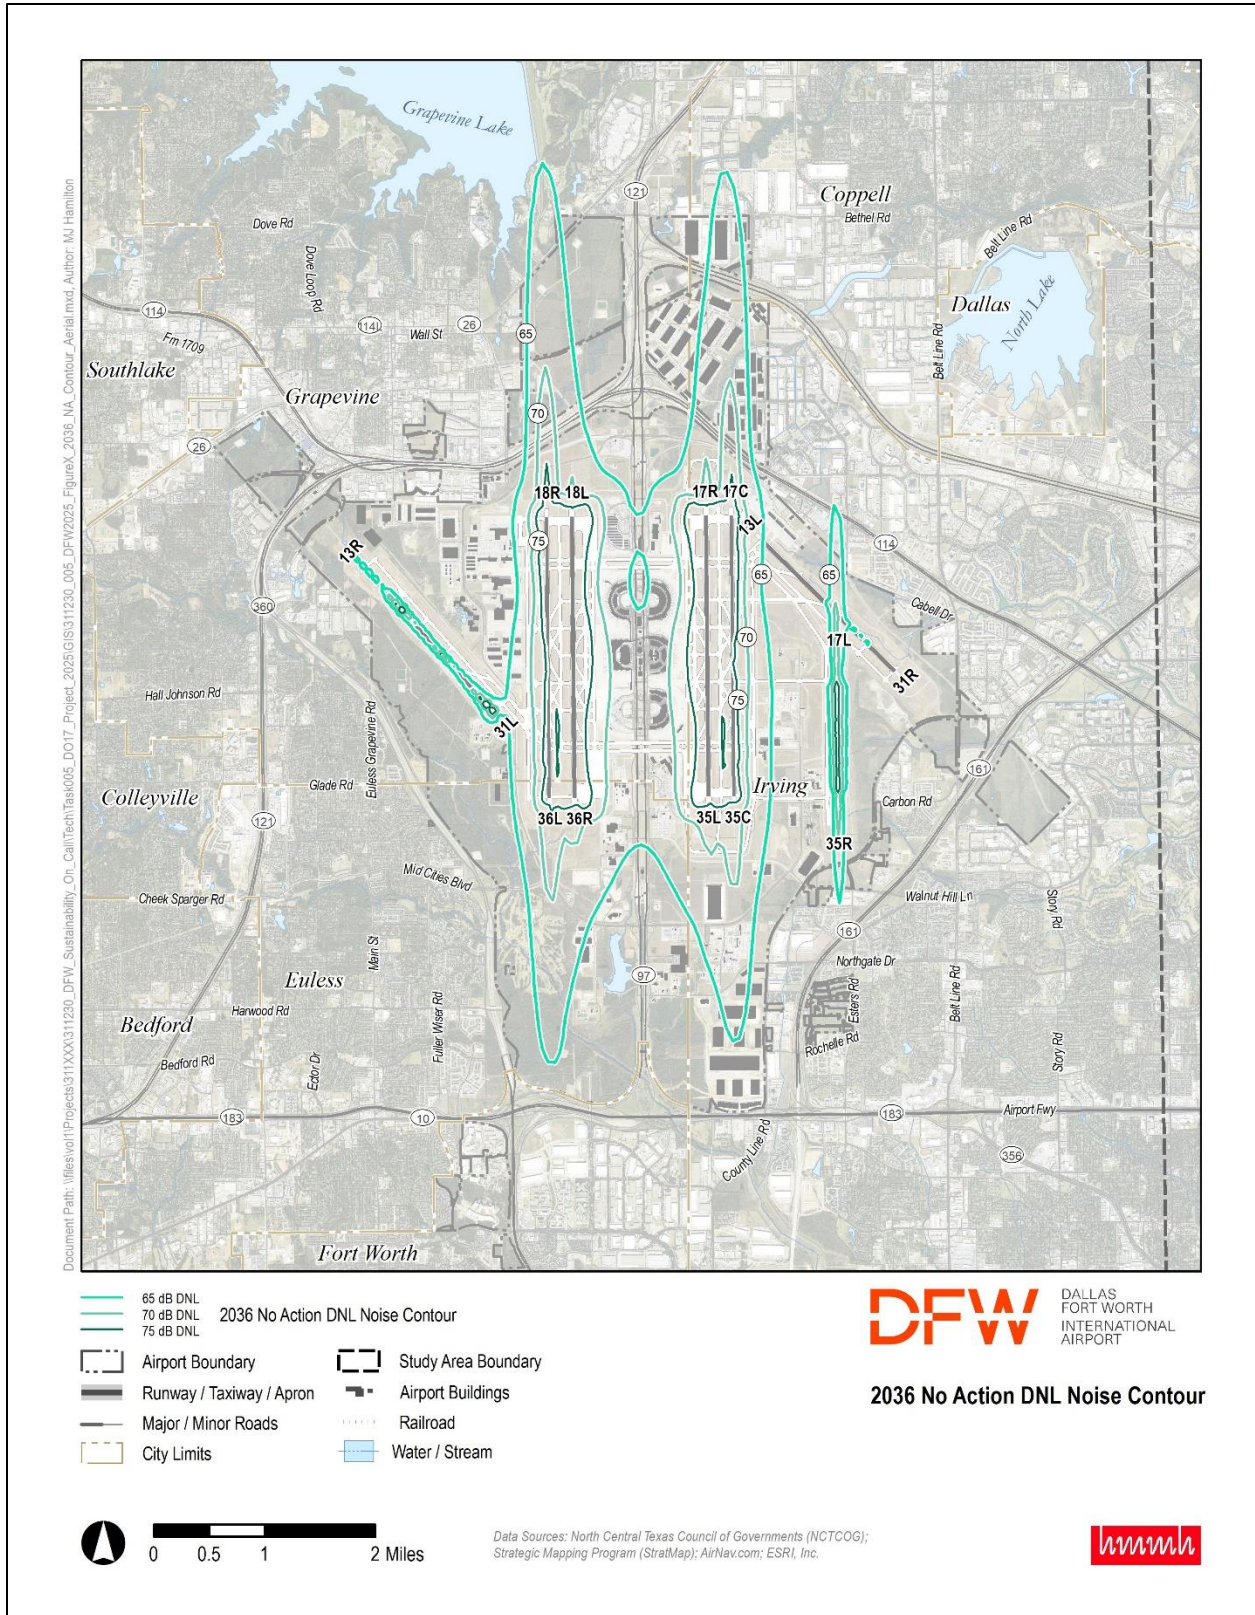 Document Path: \\files\vol1\Projects\311XXX\311230_DFW_Sustainability_On_Call\Tech\Task005_DO17_Project_2025\GIS\311230_005_DFW2025_FigureX_2036_NA_Contour_Aerial.mxd, Author: MJ Hamilton
Grapevine Lake
121
Coppell
Bethel Rd
Dove Rd
Dove Loop Rd
Belt Line Rd
Dallas
North Lake
114
Fm 1709
114L
Wall St
26
65
Belt Line Rd
Southlake
Grapevine
70
26
18R 18L
17R 17C
13L
75
13R
114
65
65
Cabell Dr
360
17L
70
31R
Hall Johnson Rd
Euless Grapevine Rd
75
31L
161
Glade Rd
Irving
Colleyville
Carbon Rd
121
36L 36R
35L 35C
35R
Mid Cities Blvd
Cheek Sparger Rd
Walnut Hill Ln
Story Rd
161
Main St
Northgate Dr
97
Euless
Esters Rd
Belt Line Rd
Harwood Rd
Fuller Wiser Rd
Bedford
Rochelle Rd
Bedford Rd
Ector Dr
Story Rd
183
10
183
Airport Fwy
County Line Rd
356
Fort Worth
65 dB DNL
70 dB DNL
75 dB DNL
2036 No Action DNL Noise Contour
Airport Boundary
Study Area Boundary
Runway / Taxiway / Apron
Airport Buildings
Major / Minor Roads
Railroad
City Limits
Water / Stream
DFW
DALLAS
FORT WORTH
INTERNATIONAL
AIRPORT
2036 No Action DNL Noise Contour
0 0.5 1 2 Miles
Data Sources: North Central Texas Council of Governments (NCTCOG);
Strategic Mapping Program (StratMap); AirNav.com; ESRI, Inc.
hmmh